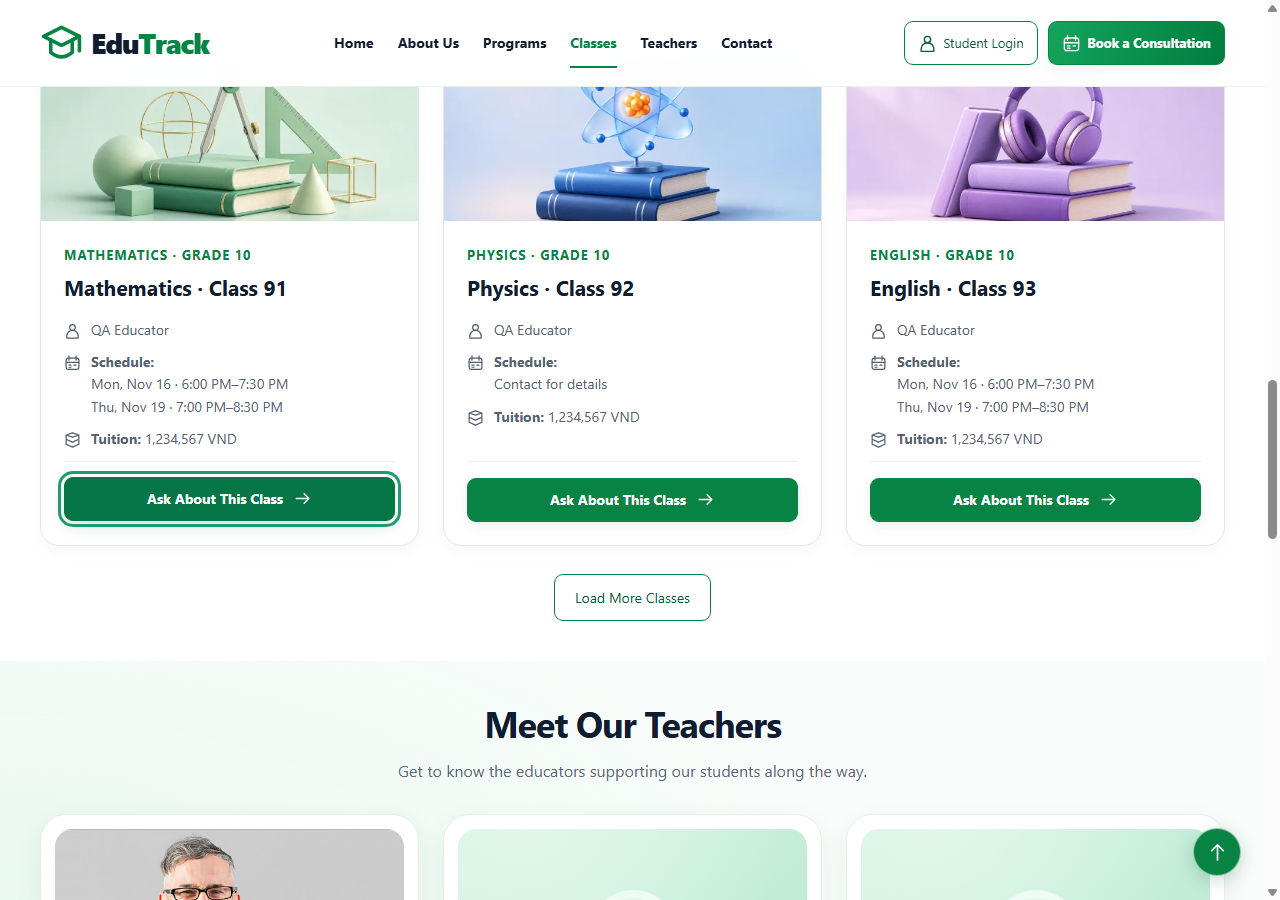 EduTrack
Home
About Us
Programs
Classes
Teachers
Contact
Student Login
Book a Consultation
MATHEMATICS · GRADE 10
Mathematics · Class 91
QA Educator
Schedule:
Mon, Nov 16 · 6:00 PM–7:30 PM
Thu, Nov 19 · 7:00 PM–8:30 PM
Tuition: 1,234,567 VND
Ask About This Class
PHYSICS · GRADE 10
Physics · Class 92
QA Educator
Schedule:
Contact for details
Tuition: 1,234,567 VND
Ask About This Class
ENGLISH · GRADE 10
English · Class 93
QA Educator
Schedule:
Mon, Nov 16 · 6:00 PM–7:30 PM
Thu, Nov 19 · 7:00 PM–8:30 PM
Tuition: 1,234,567 VND
Ask About This Class
Load More Classes
Meet Our Teachers
Get to know the educators supporting our students along the way.